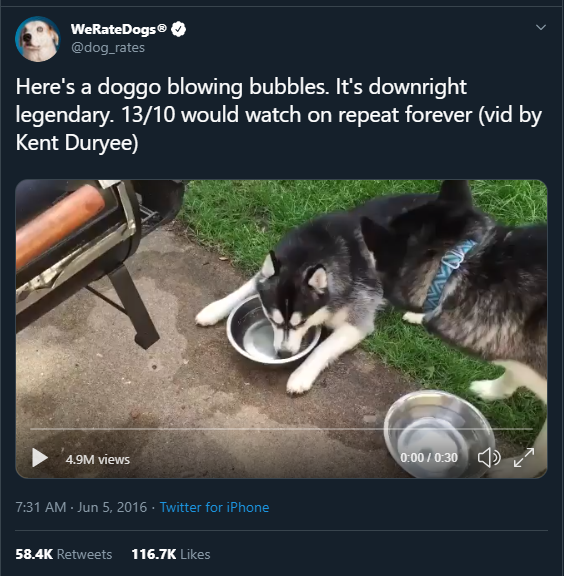 WeRateDogs®
@dog_rates
Here's a doggo blowing bubbles. It's downright
legendary. 13/10 would watch on repeat forever (vid by
Kent Duryee)
4.9M views
0:00 / 0:30
7:31 AM · Jun 5, 2016 · Twitter for iPhone
58.4K Retweets 116.7K Likes